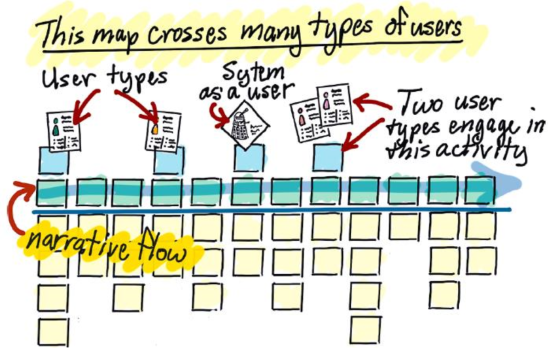 This map crosses many types of users
User types
Sytem
as a user
Two user
types engage in
this activity
narrative flow